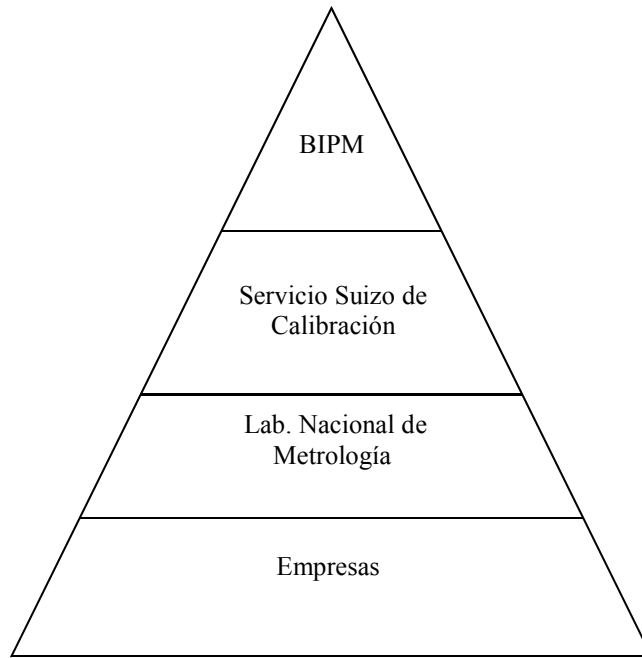 BIPM
Servicio Suizo de
Calibración
Lab. Nacional de
Metrología
Empresas